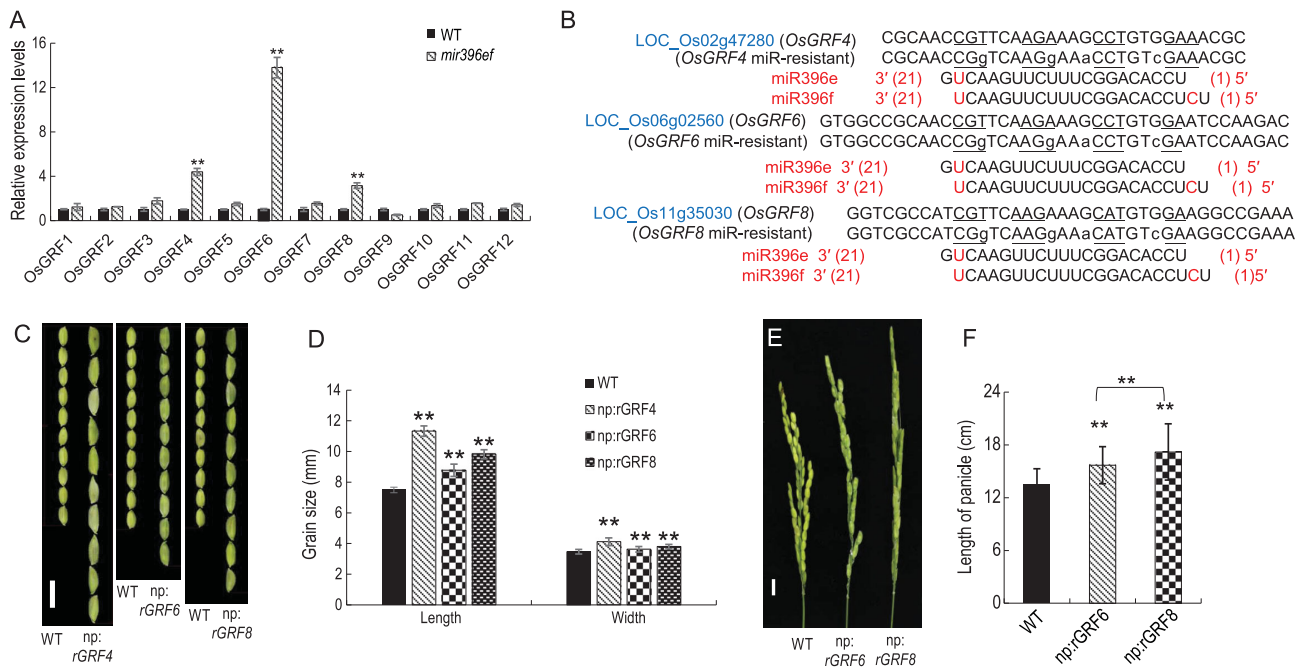 A
WT
mir396ef
Relative expression levels
16
12
8
4
0
**
**
**
OsGRF1
OsGRF2
OsGRF3
OsGRF4
OsGRF5
OsGRF6
OsGRF7
OsGRF8
OsGRF9
OsGRF10
OsGRF11
OsGRF12
B
LOC_Os02g47280 (OsGRF4) CGCAACCGTTCAAGAAAGCCTGTGGAAACGC
(OsGRF4 miR-resistant) CGCAACCGgTCAAGgAAaCCTGTcGAAACGC
miR396e 3′ (21) GUCAAGUUCUUUCGGACACCU (1) 5′
miR396f 3′ (21) UCAAGUUCUUUCGGACACCUCU (1) 5′
LOC_Os06g02560 (OsGRF6) GTGGCCGCAACCGTTCAAGAAAGCCTGTGGAATCCAAGAC
(OsGRF6 miR-resistant) GTGGCCGCAACCGgTCAAGgAAaCCTGTcGAATCCAAGAC
miR396e 3′ (21) GUCAAGUUCUUUCGGACACCU (1) 5′
miR396f 3′ (21) UCAAGUUCUUUCGGACACCUCU (1) 5′
LOC_Os11g35030 (OsGRF8) GGTCGCCATCGTTCAAGAAAGCATGTGGAAGGCCGAAA
(OsGRF8 miR-resistant) GGTCGCCATCGgTCAAGgAAaCATGTcGAAGGCCGAAA
miR396e 3′ (21) GUCAAGUUCUUUCGGACACCU (1) 5′
miR396f 3′ (21) UCAAGUUCUUUCGGACACCUCU (1)5′
C
WT np:
rGRF4
WT np:
rGRF6
WT np:
rGRF8
D
WT
np:rGRF4
np:rGRF6
np:rGRF8
Grain size (mm)
14
12
10
8
6
4
2
0
** ** **
** ** **
Length Width
E
WT np: np:
rGRF6 rGRF8
F
Length of panicle (cm)
24
18
12
6
0
**
** **
WT
np:rGRF6
np:rGRF8